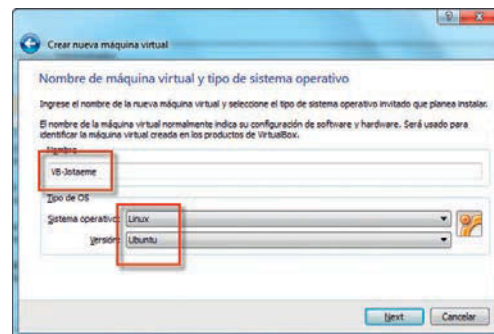 Crear nueva máquina virtual
Nombre de máquina virtual y tipo de sistema operativo
Ingrese el nombre de la nueva máquina virtual y seleccione el tipo de sistema operativo invitado que planea instalar.
El nombre de la máquina virtual normalmente indica su configuración de software y hardware. Será usado para
identificar la máquina virtual creada en los productos de VirtualBox.
Nombre
VB-Jotaeme
Tipo de OS
Sistema operativo: Linux
Versión: Ubuntu
Next Cancelar